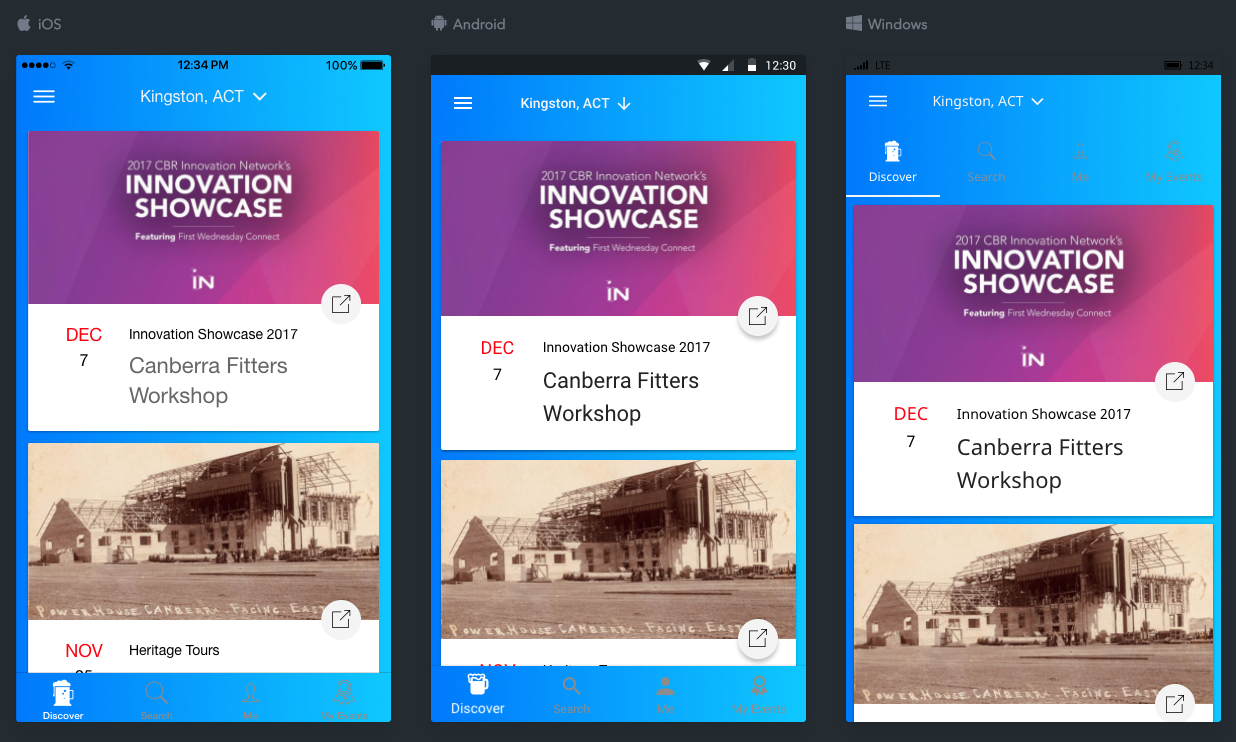 iOS
12:34 PM
100%
Kingston, ACT
2017 CBR Innovation Network's
INNOVATION
SHOWCASE
Featuring First Wednesday Connect
iN
DEC
7
Innovation Showcase 2017
Canberra Fitters
Workshop
POWER HOUSE CANBERRA - FACING. EAST
NOV
Heritage Tours
Discover
Search
Me
My Events
Android
12:30
Kingston, ACT
2017 CBR Innovation Network's
INNOVATION
SHOWCASE
Featuring First Wednesday Connect
iN
DEC
7
Innovation Showcase 2017
Canberra Fitters
Workshop
POWER HOUSE CANBERRA - FACING. EAST
NOV
Discover
Search
Me
My Events
Windows
LTE
12:34
Kingston, ACT
Discover
Search
Me
My Events
2017 CBR Innovation Network's
INNOVATION
SHOWCASE
Featuring First Wednesday Connect
iN
DEC
7
Innovation Showcase 2017
Canberra Fitters
Workshop
POWER HOUSE CANBERRA - FACING. EAST